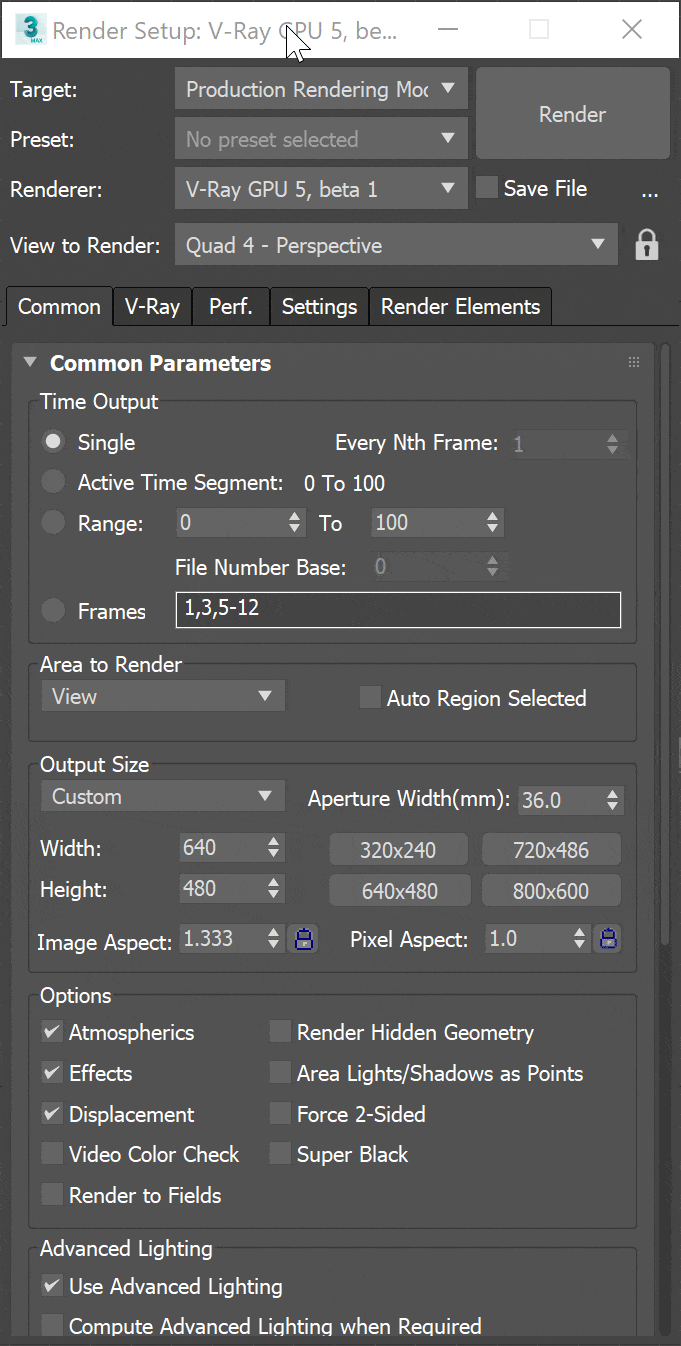 3
MAX
Render Setup: V-Ray GPU 5, be...
Target:
Production Rendering Mod
Render
Preset:
No preset selected
Renderer:
V-Ray GPU 5, beta 1
Save File
...
View to Render:
Quad 4 - Perspective
Common
V-Ray
Perf.
Settings
Render Elements
Common Parameters
Time Output
Single
Every Nth Frame:
1
Active Time Segment:
0 To 100
Range:
0
To
100
File Number Base:
0
Frames
1,3,5-12
Area to Render
View
Auto Region Selected
Output Size
Custom
Aperture Width(mm):
36.0
Width:
640
320x240
720x486
Height:
480
640x480
800x600
Image Aspect:
1.333
Pixel Aspect:
1.0
Options
Atmospherics
Render Hidden Geometry
Effects
Area Lights/Shadows as Points
Displacement
Force 2-Sided
Video Color Check
Super Black
Render to Fields
Advanced Lighting
Use Advanced Lighting
Compute Advanced Lighting when Required